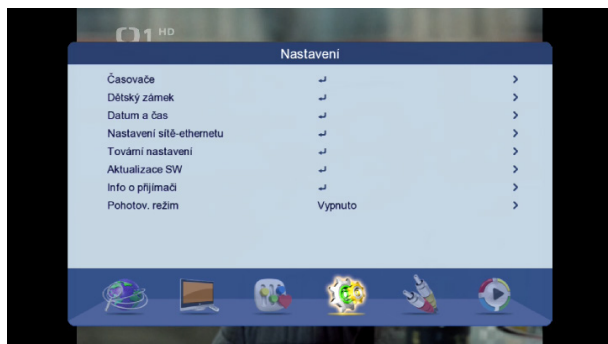 1 HD
Nastavení
Časovače
Dětský zámek
Datum a čas
Nastavení sítě-ethernetu
Tovární nastavení
Aktualizace SW
Info o přijímači
Pohotov. režim Vypnuto